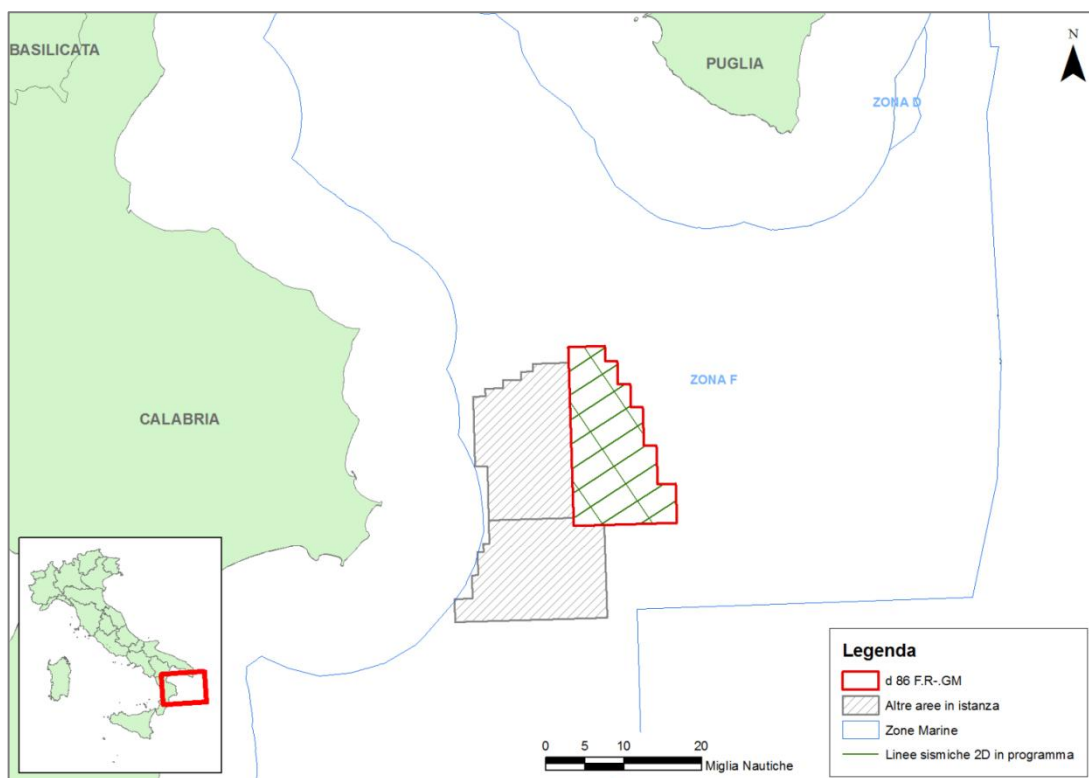 BASILICATA
PUGLIA
N
ZONA D
ZONA F
CALABRIA
Legenda
d 86 F.R-.GM
Altre aree in istanza
Zone Marine
Linee sismiche 2D in programma
0 5 10 20
Miglia Nautiche